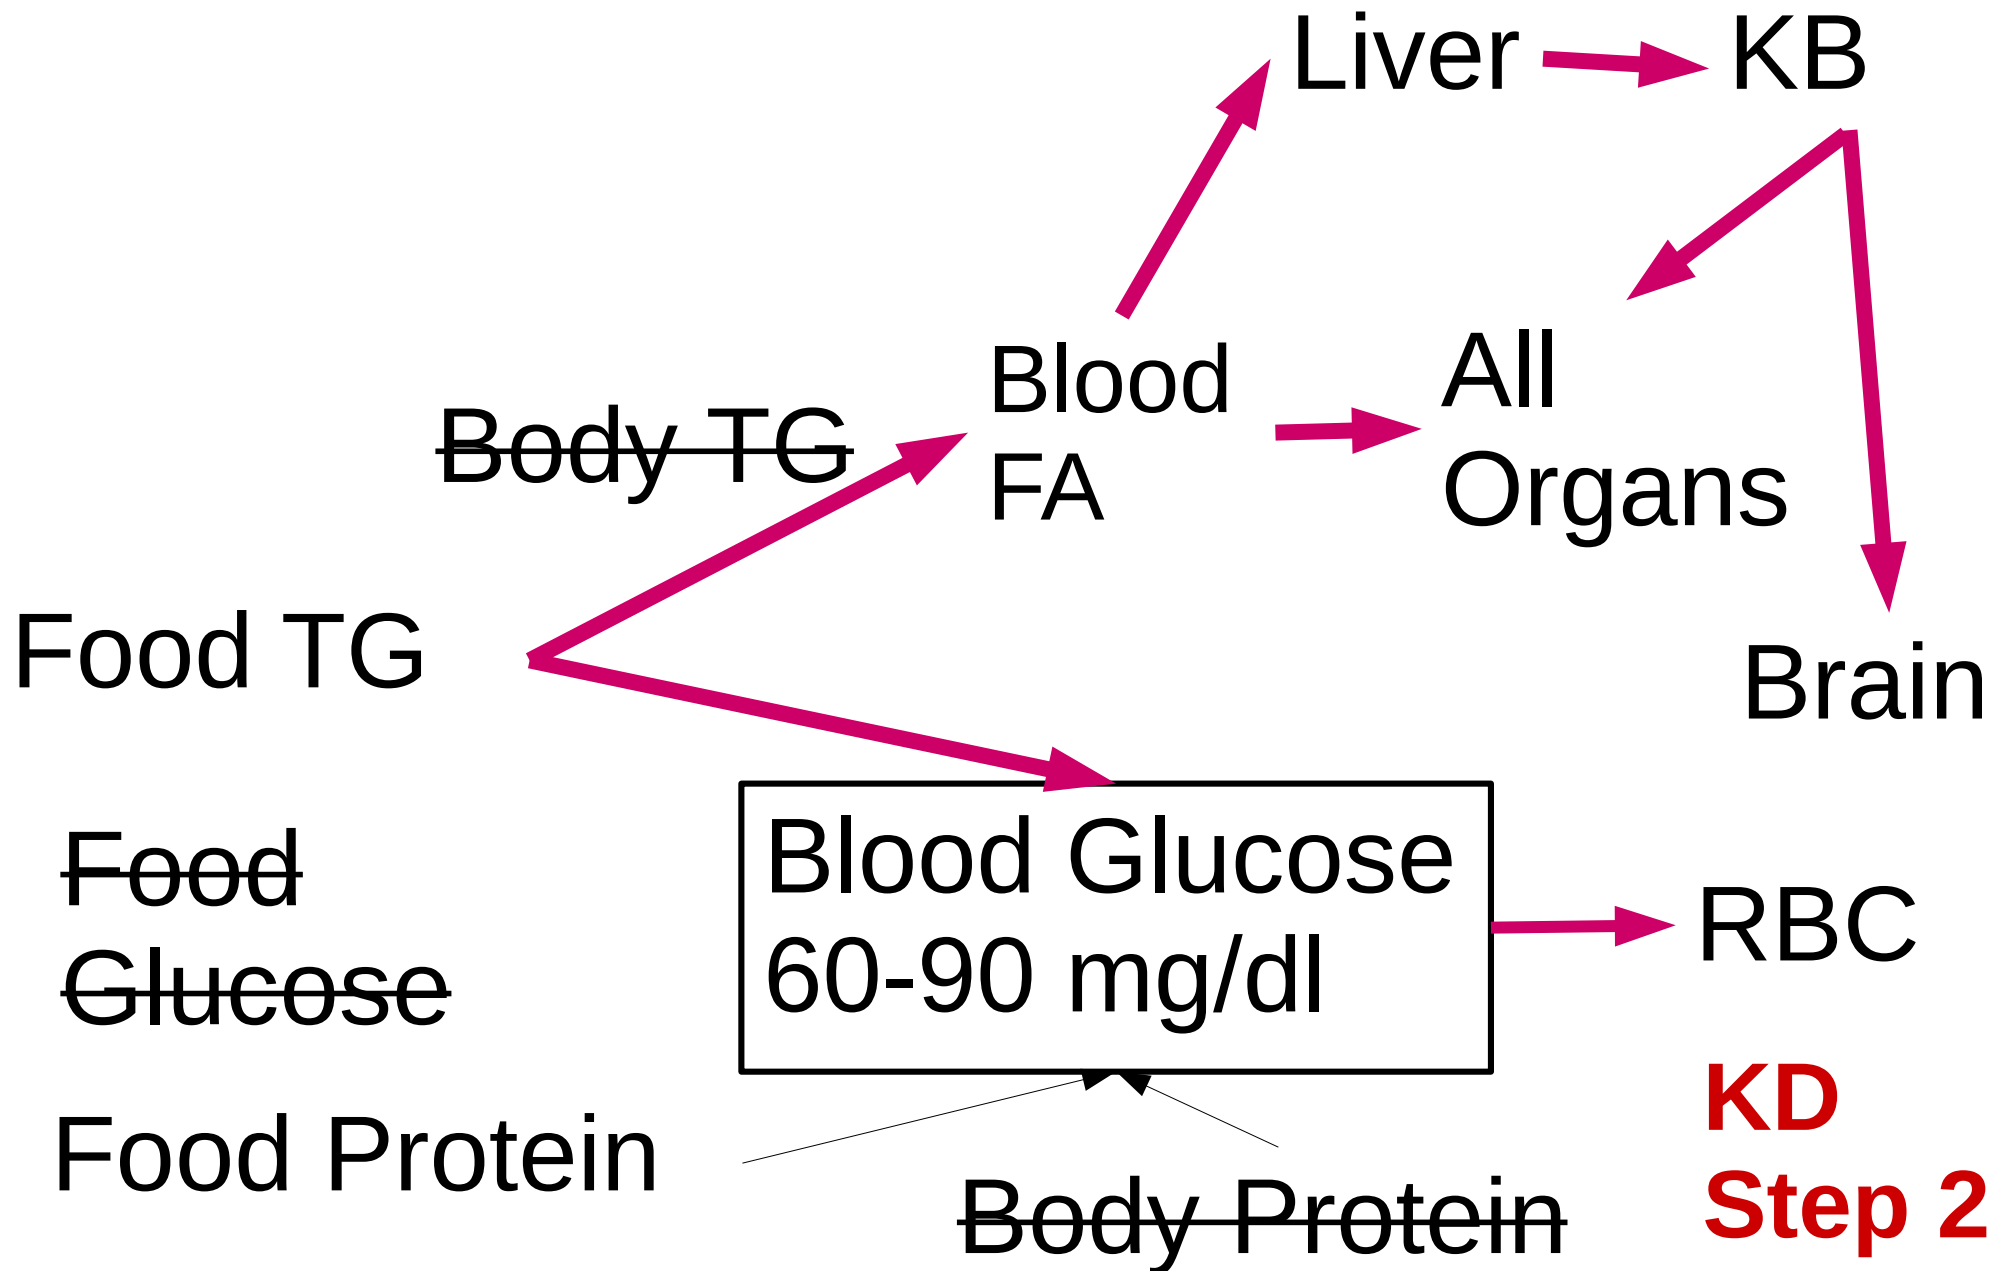 Liver
KB
Body TG
Blood
FA
All
Organs
Food TG
Brain
Food
Glucose
Blood Glucose
60-90 mg/dl
RBC
Food Protein
Body Protein
KD
Step 2